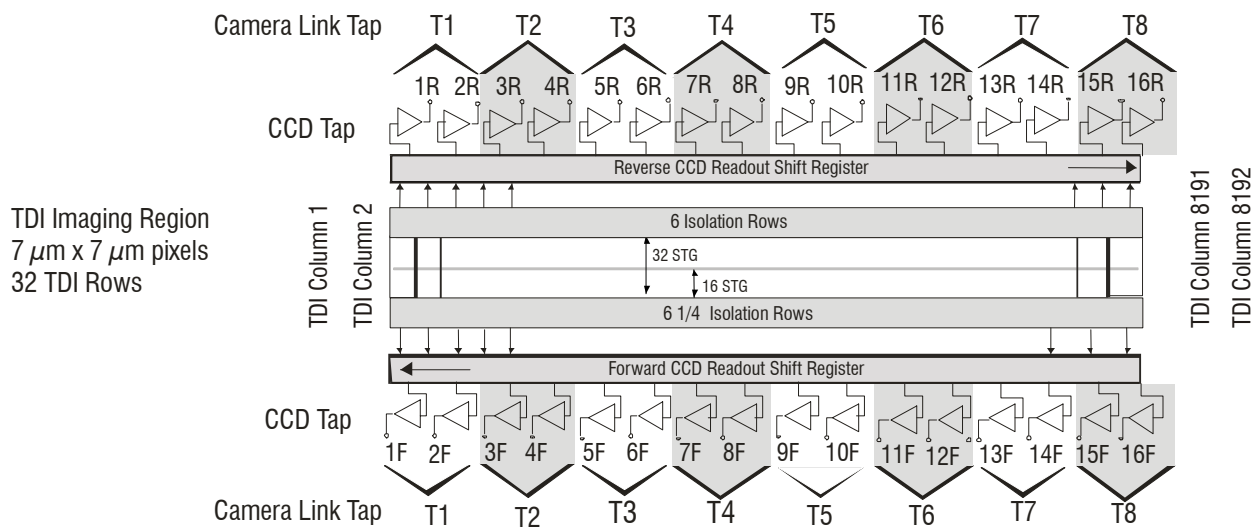 Camera Link Tap T1 T2 T3 T4 T5 T6 T7 T8
1R 2R 3R 4R 5R 6R 7R 8R 9R 10R 11R 12R 13R 14R 15R 16R
CCD Tap
Reverse CCD Readout Shift Register
TDI Imaging Region
7 µm x 7 µm pixels
32 TDI Rows
TDI Column 1
TDI Column 2
6 Isolation Rows
32 STG
16 STG
6 1/4 Isolation Rows
TDI Column 8191
TDI Column 8192
Forward CCD Readout Shift Register
CCD Tap
1F 2F 3F 4F 5F 6F 7F 8F 9F 10F 11F 12F 13F 14F 15F 16F
Camera Link Tap T1 T2 T3 T4 T5 T6 T7 T8